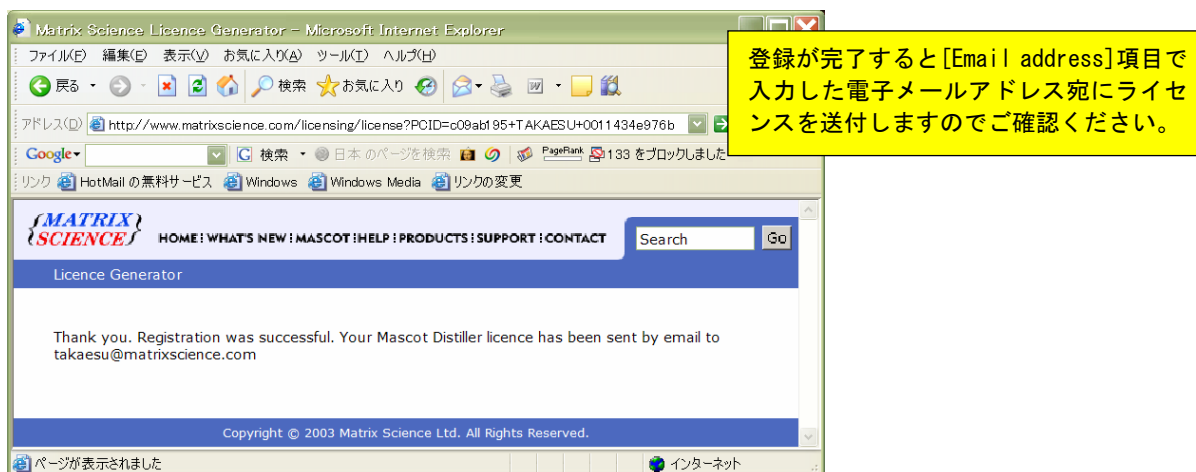 Matrix Science Licence Generator - Microsoft Internet Explorer
ファイル(F) 編集(E) 表示(V) お気に入り(A) ツール(T) ヘルプ(H)
戻る 検索 お気に入り
アドレス(D) http://www.matrixscience.com/licensing/license?PCID=c09ab195+TAKAESU+0011434e976b
Google 検索 日本 のページを検索 PageRank 133 をブロックしました
リンク HotMail の無料サービス Windows Windows Media リンクの変更
登録が完了すると[Email address]項目で
入力した電子メールアドレス宛にライセ
ンスを送付しますのでご確認ください。
{MATRIX}
{SCIENCE}
HOME WHAT'S NEW MASCOT HELP PRODUCTS SUPPORT CONTACT
Search Go
Licence Generator
Thank you. Registration was successful. Your Mascot Distiller licence has been sent by email to
takaesu@matrixscience.com
Copyright © 2003 Matrix Science Ltd. All Rights Reserved.
ページが表示されました インターネット